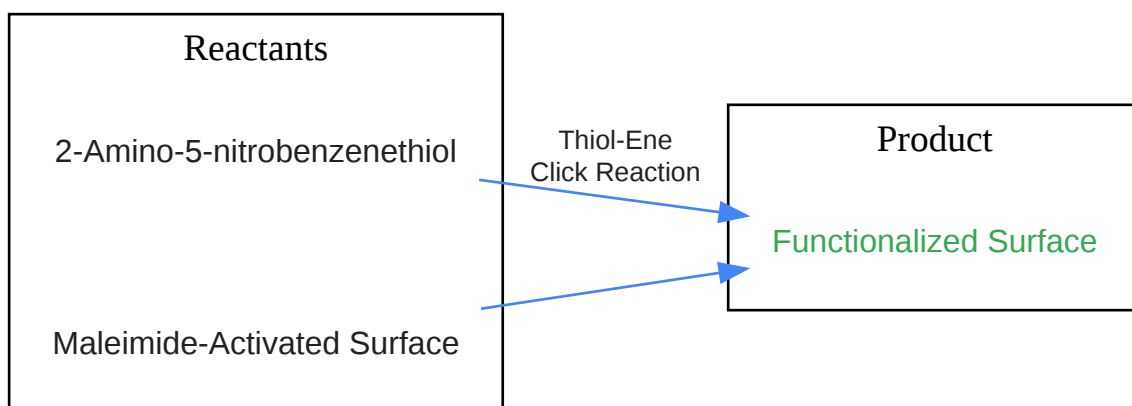 Reactants
2-Amino-5-nitrobenzenethiol
Maleimide-Activated Surface
Thiol-Ene
Click Reaction
Product
Functionalized Surface